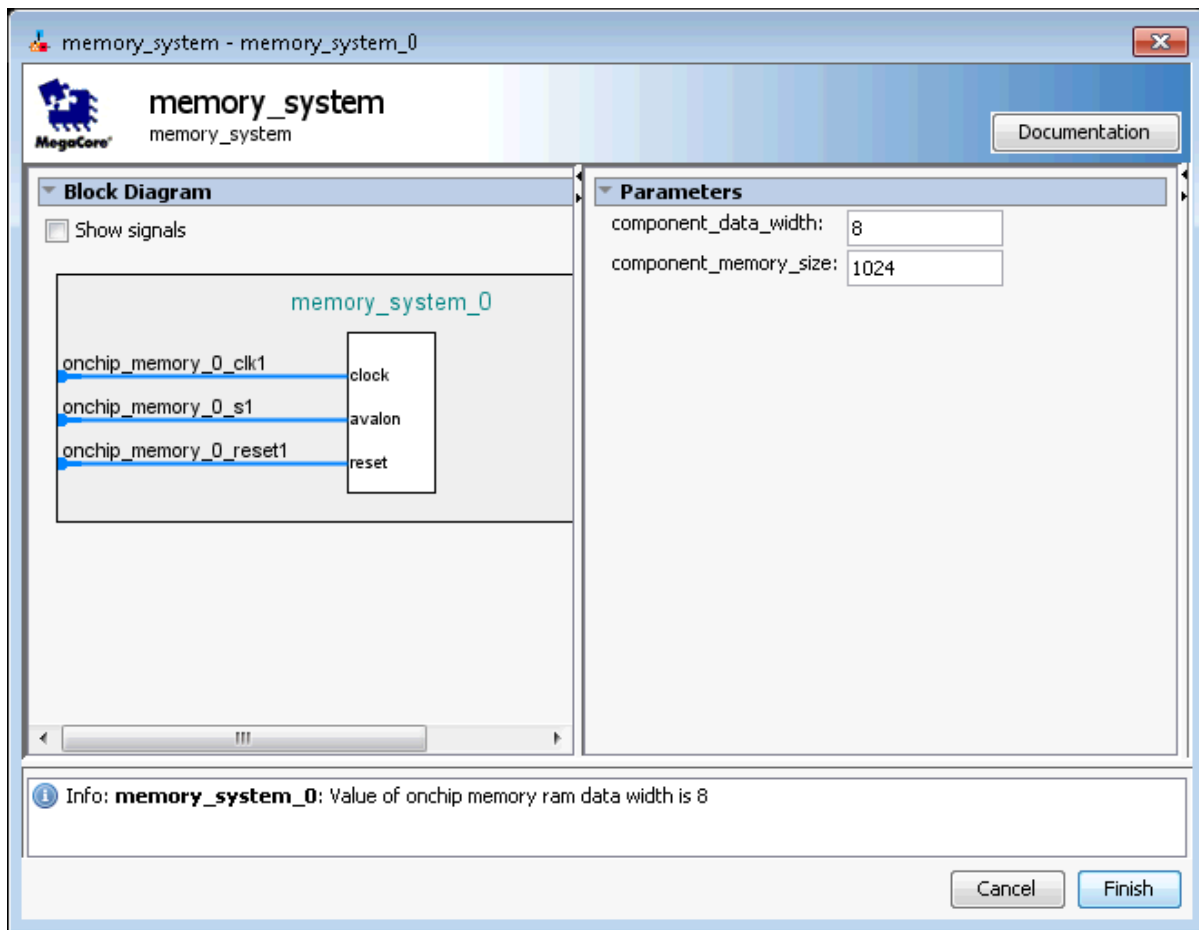 memory_system - memory_system_0
memory_system
memory_system
MegaCore®
Documentation
Block Diagram
Show signals
memory_system_0
onchip_memory_0_clk1
clock
onchip_memory_0_s1
avalon
onchip_memory_0_reset1
reset
Parameters
component_data_width: 8
component_memory_size: 1024
Info: memory_system_0: Value of onchip memory ram data width is 8
Cancel
Finish